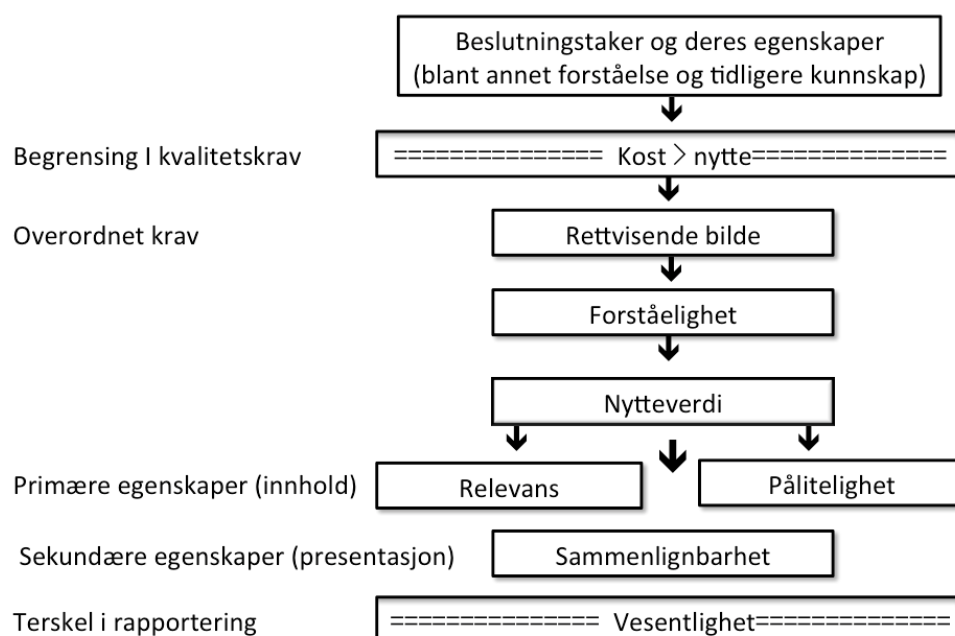 Beslutningstaker og deres egenskaper
(blant annet forståelse og tidligere kunnskap)
Begrensing I kvalitetskrav
=============== Kost > nytte==============
Overordnet krav
Rettvisende bilde
Forståelighet
Nytteverdi
Primære egenskaper (innhold)
Relevans
Pålitelighet
Sekundære egenskaper (presentasjon)
Sammenlignbarhet
Terskel i rapportering
=============== Vesentlighet==============